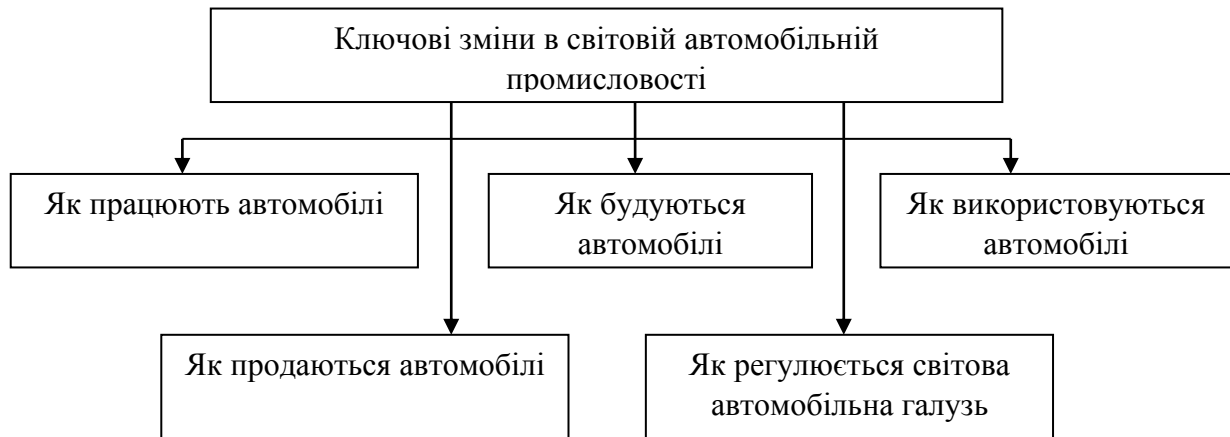 Ключові зміни в світовій автомобільній
промисловості
Як працюють автомобілі
Як будуються
автомобілі
Як використовуються
автомобілі
Як продаються автомобілі
Як регулюється світова
автомобільна галузь